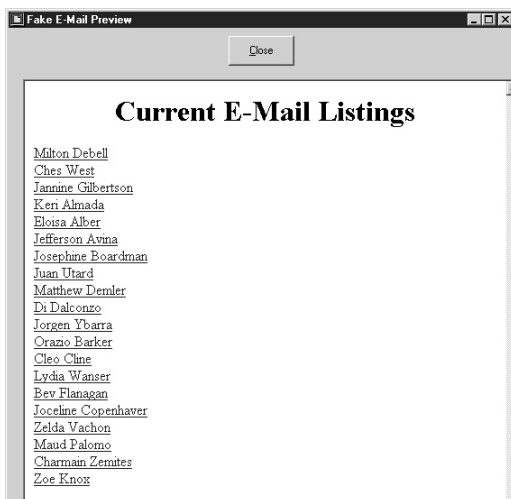 Fake E-Mail Preview
Close
Current E-Mail Listings
Milton Debell
Ches West
Jannine Gilbertson
Keri Almada
Eloisa Alber
Jefferson Avina
Josephine Boardman
Juan Utard
Matthew Demler
Di Dalconzo
Jorgen Ybarra
Orazio Barker
Cleo Cline
Lydia Wanser
Bev Flanagan
Joceline Copenhaver
Zelda Vachon
Maud Palomo
Charmain Zemites
Zoe Knox